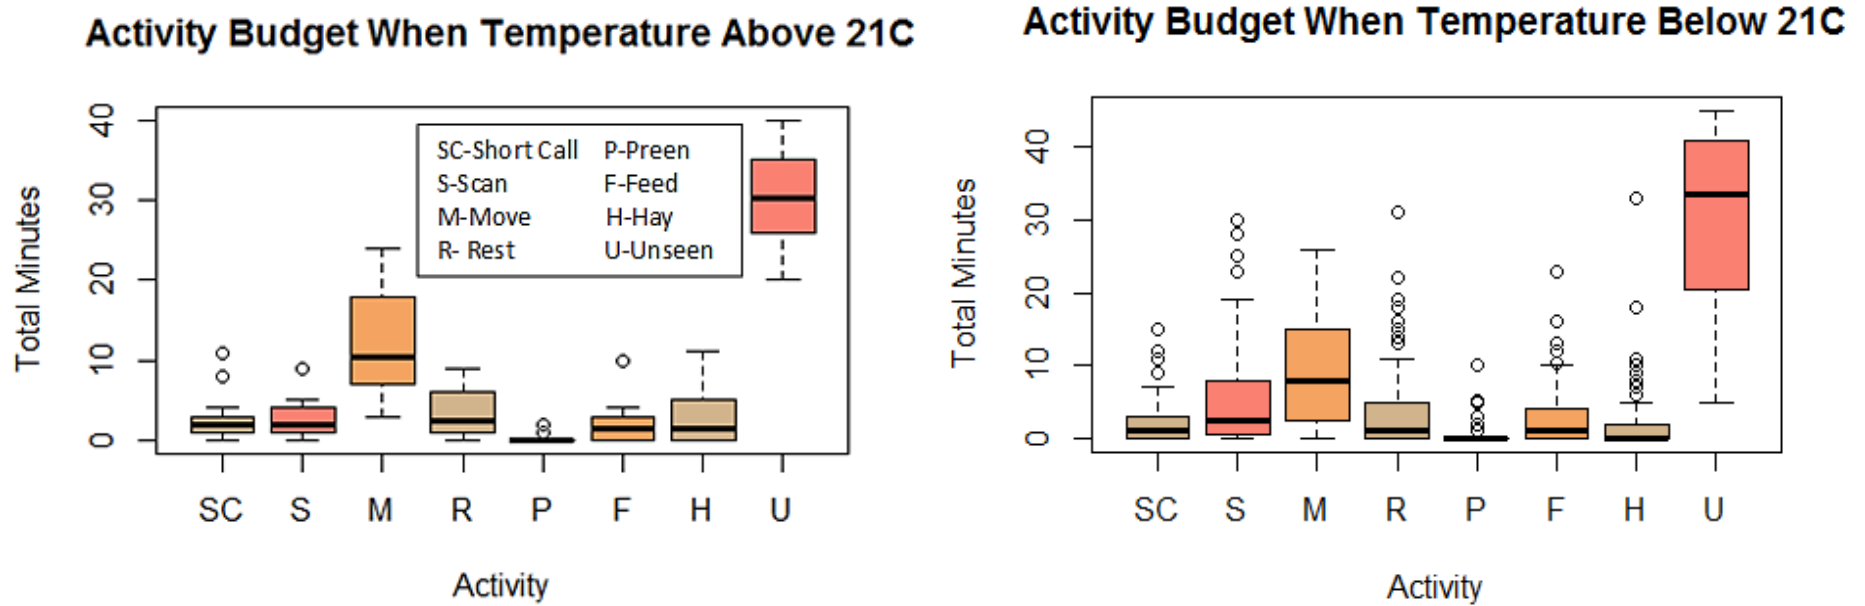 Activity Budget When Temperature Above 21C
Total Minutes
40
30
20
10
0
SC-Short Call P-Preen
S-Scan F-Feed
M-Move H-Hay
R- Rest U-Unseen
SC S M R P F H U
Activity
Activity Budget When Temperature Below 21C
Total Minutes
40
30
20
10
0
SC S M R P F H U
Activity